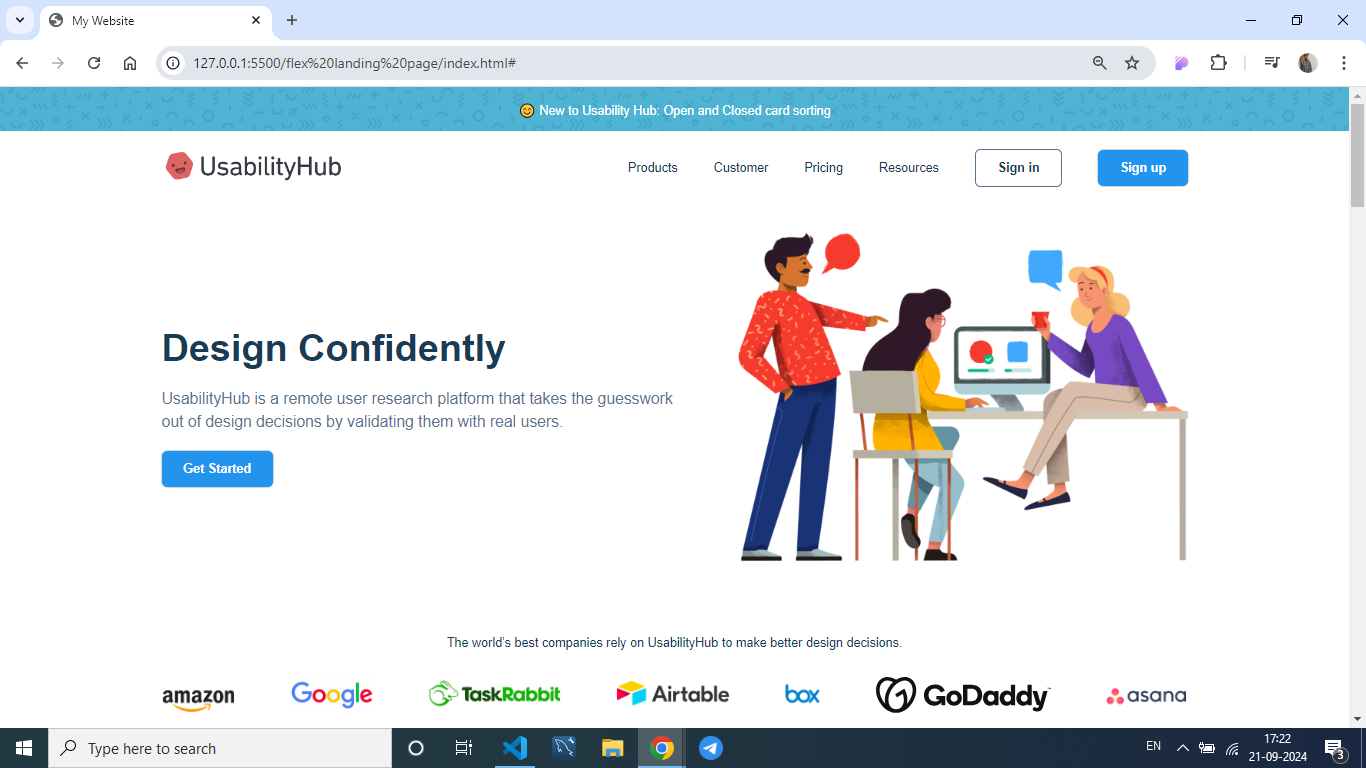 My Website
127.0.0.1:5500/flex%20landing%20page/index.html#
😊 New to Usability Hub: Open and Closed card sorting
UsabilityHub
Products Customer Pricing Resources Sign in Sign up
Design Confidently
UsabilityHub is a remote user research platform that takes the guesswork
out of design decisions by validating them with real users.
Get Started
The world's best companies rely on UsabilityHub to make better design decisions.
amazon Google TaskRabbit Airtable box GoDaddy asana
Type here to search
EN
17:22
21-09-2024
3